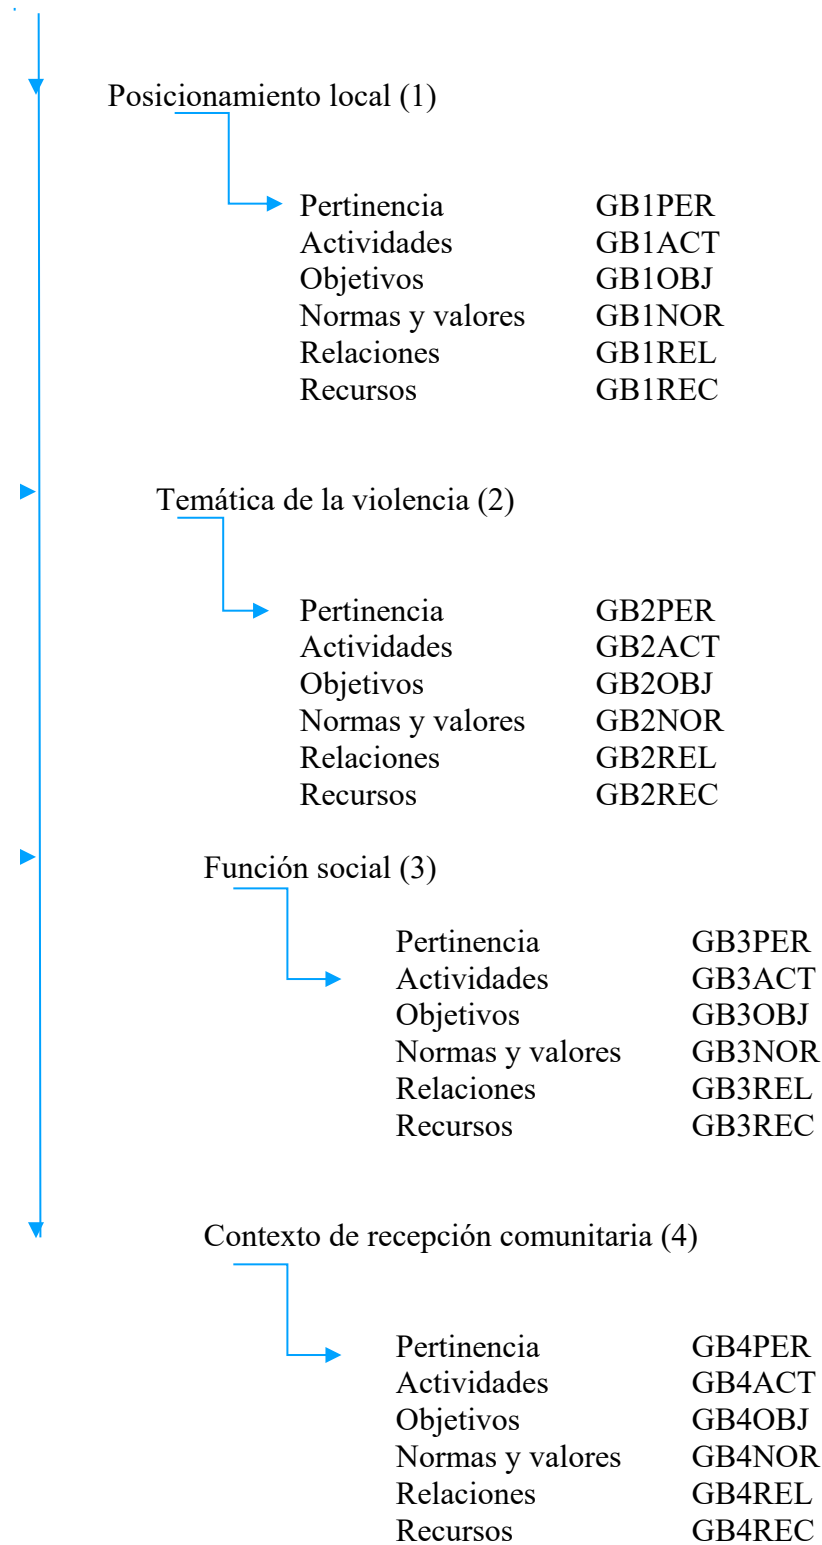 Posicionamiento local (1)
Pertinencia GB1PER
Actividades GB1ACT
Objetivos GB1OBJ
Normas y valores GB1NOR
Relaciones GB1REL
Recursos GB1REC
Temática de la violencia (2)
Pertinencia GB2PER
Actividades GB2ACT
Objetivos GB2OBJ
Normas y valores GB2NOR
Relaciones GB2REL
Recursos GB2REC
Función social (3)
Pertinencia GB3PER
Actividades GB3ACT
Objetivos GB3OBJ
Normas y valores GB3NOR
Relaciones GB3REL
Recursos GB3REC
Contexto de recepción comunitaria (4)
Pertinencia GB4PER
Actividades GB4ACT
Objetivos GB4OBJ
Normas y valores GB4NOR
Relaciones GB4REL
Recursos GB4REC